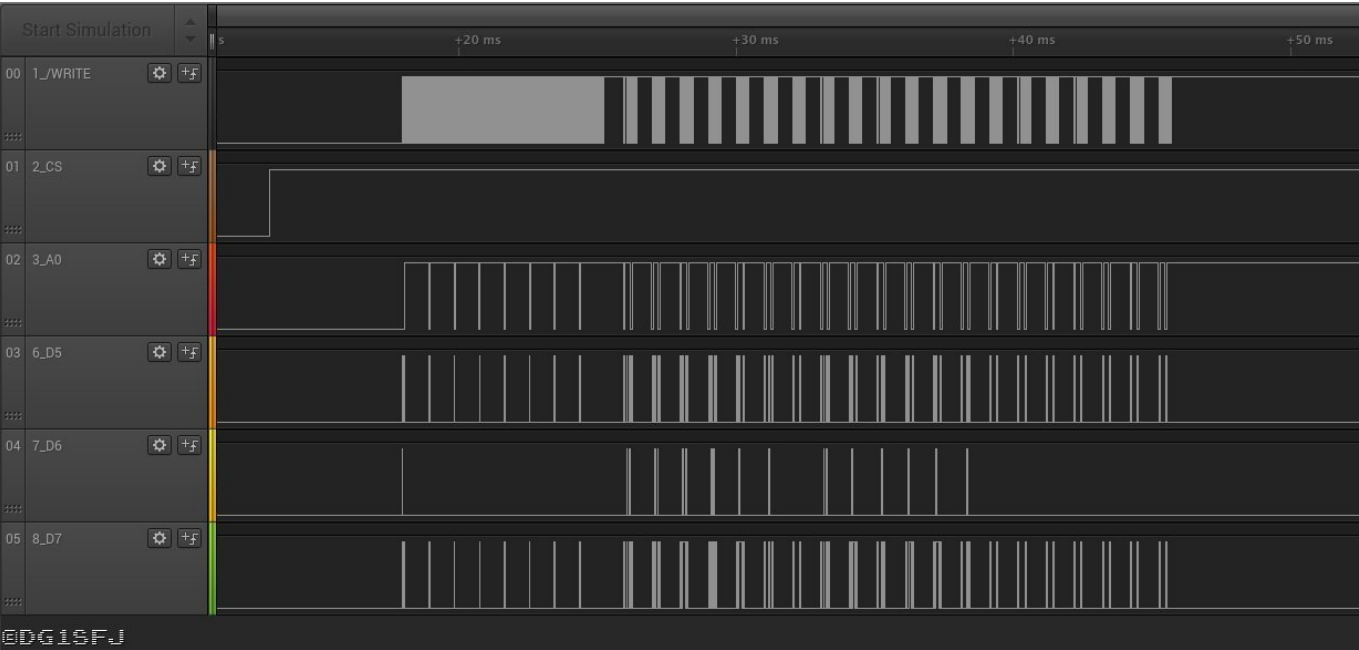 Start Simulation
s +20 ms +30 ms +40 ms +50 ms
00 1_/WRITE
01 2_CS
02 3_A0
03 6_D5
04 7_D6
05 8_D7
©DG1SFJ